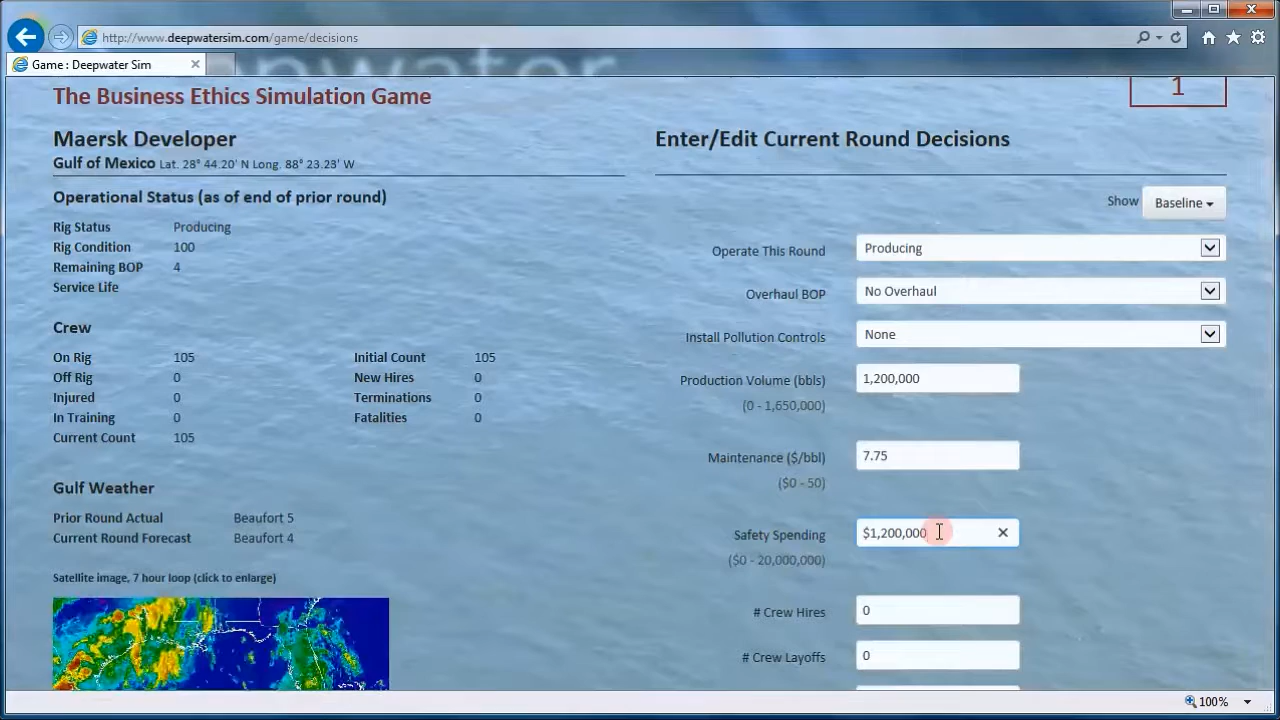 http://www.deepwatersim.com/game/decisions
Game : Deepwater Sim
The Business Ethics Simulation Game
1
Maersk Developer
Gulf of Mexico Lat. 28° 44.20' N Long. 88° 23.23' W
Operational Status (as of end of prior round)
Rig Status Producing
Rig Condition 100
Remaining BOP 4
Service Life
Crew
On Rig 105 Initial Count 105
Off Rig 0 New Hires 0
Injured 0 Terminations 0
In Training 0 Fatalities 0
Current Count 105
Gulf Weather
Prior Round Actual Beaufort 5
Current Round Forecast Beaufort 4
Satellite image, 7 hour loop (click to enlarge)
Enter/Edit Current Round Decisions
Show Baseline
Operate This Round Producing
Overhaul BOP No Overhaul
Install Pollution Controls None
Production Volume (bbls) 1,200,000
(0 - 1,650,000)
Maintenance ($/bbl) 7.75
($0 - 50)
Safety Spending $1,200,000
($0 - 20,000,000)
# Crew Hires 0
# Crew Layoffs 0
100%